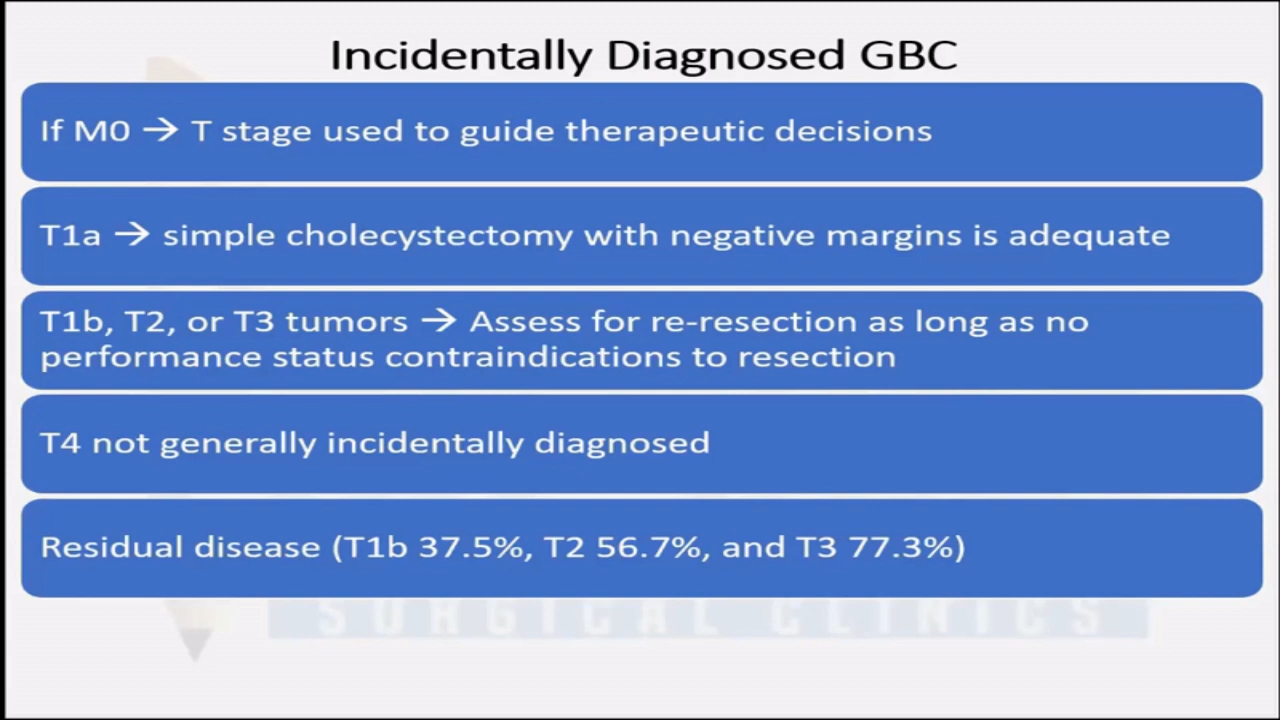 Incidentally Diagnosed GBC
If M0 → T stage used to guide therapeutic decisions
T1a → simple cholecystectomy with negative margins is adequate
T1b, T2, or T3 tumors → Assess for re-resection as long as no
performance status contraindications to resection
T4 not generally incidentally diagnosed
Residual disease (T1b 37.5%, T2 56.7%, and T3 77.3%)
SURGICAL CLINICS